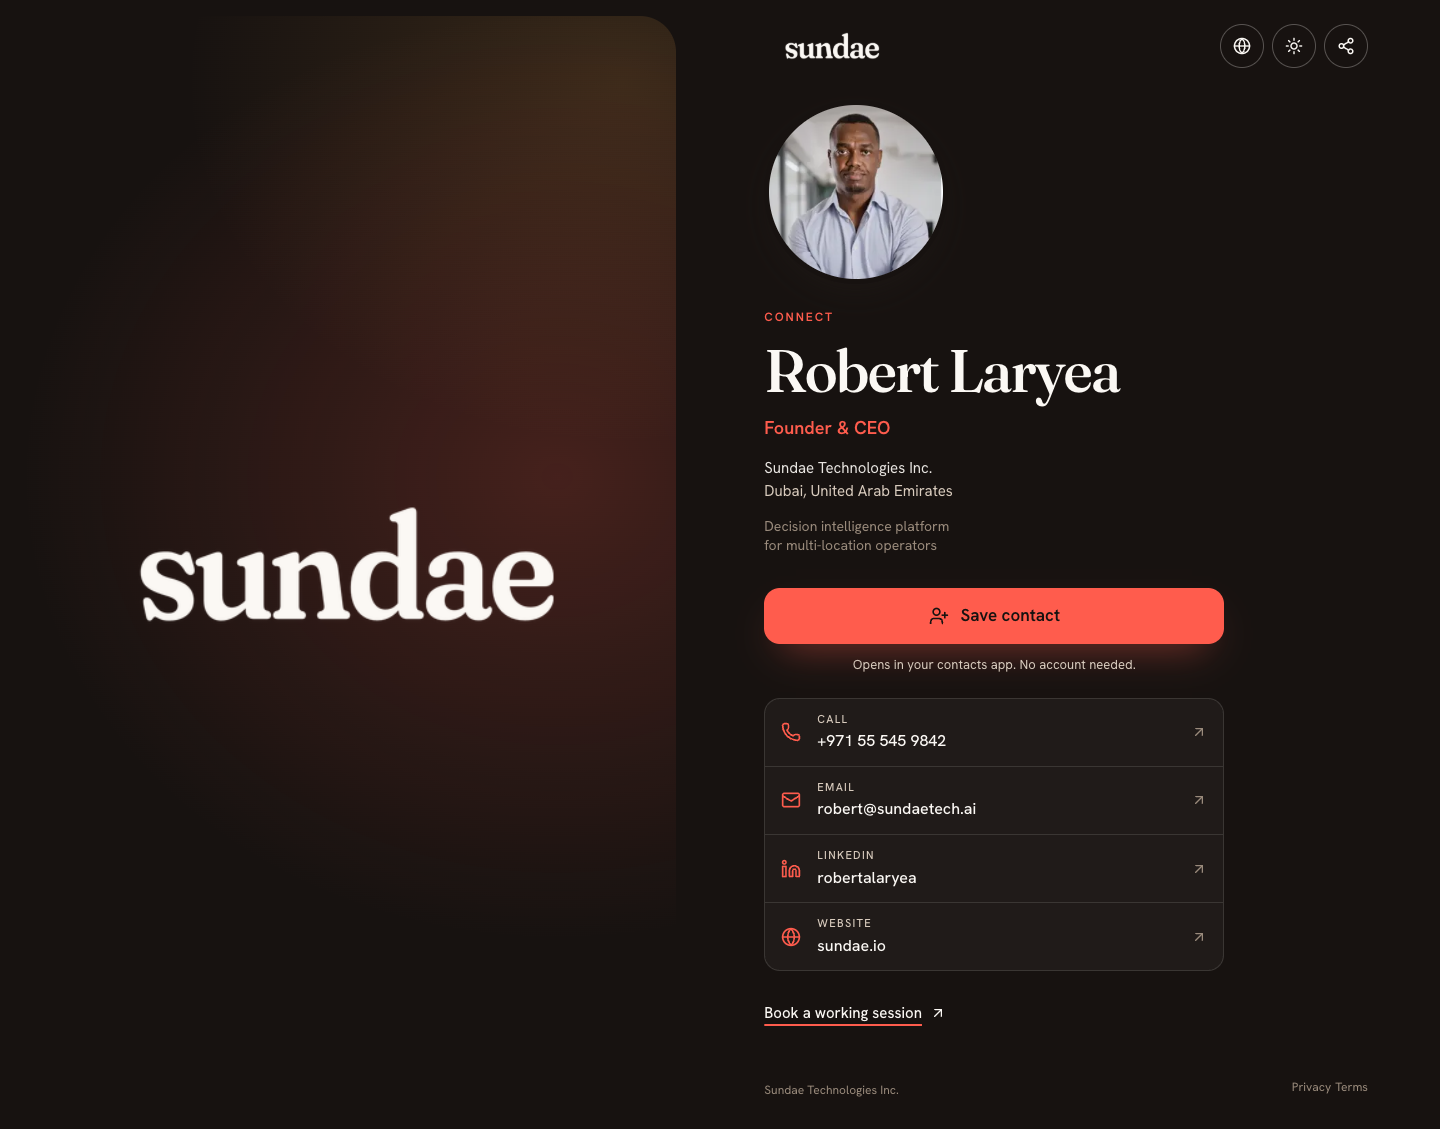 sundae
sundae
CONNECT
Robert Laryea
Founder & CEO
Sundae Technologies Inc.
Dubai, United Arab Emirates
Decision intelligence platform
for multi-location operators
Save contact
Opens in your contacts app. No account needed.
CALL
+971 55 545 9842
EMAIL
robert@sundaetech.ai
LINKEDIN
robertalaryea
WEBSITE
sundae.io
Book a working session
Sundae Technologies Inc.
Privacy Terms